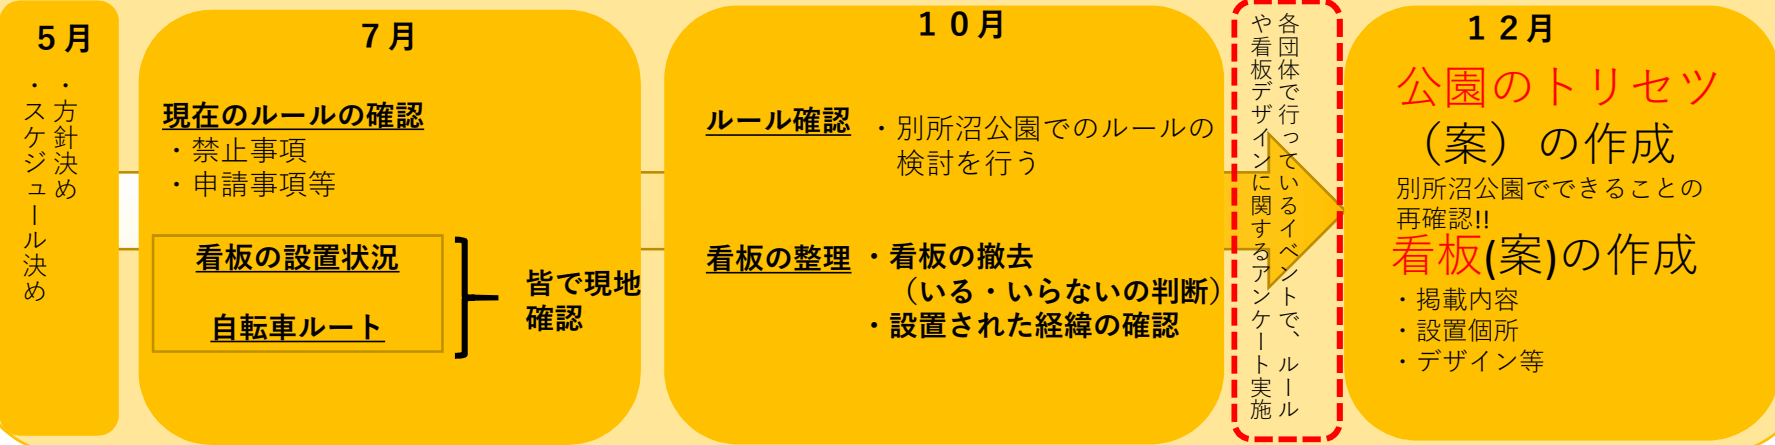 5月
・方針決め
・スケジュール決め
7月
現在のルールの確認
・禁止事項
・申請事項等
看板の設置状況
自転車ルート
皆で現地
確認
10月
ルール確認
・別所沼公園でのルールの
検討を行う
看板の整理
・看板の撤去
（いる・いらないの判断）
・設置された経緯の確認
各団体で行っているイベントで、ルール
や看板デザインに関するアンケート実施
12月
公園のトリセツ
（案）の作成
別所沼公園でできることの
再確認!!
看板(案)の作成
・掲載内容
・設置個所
・デザイン等